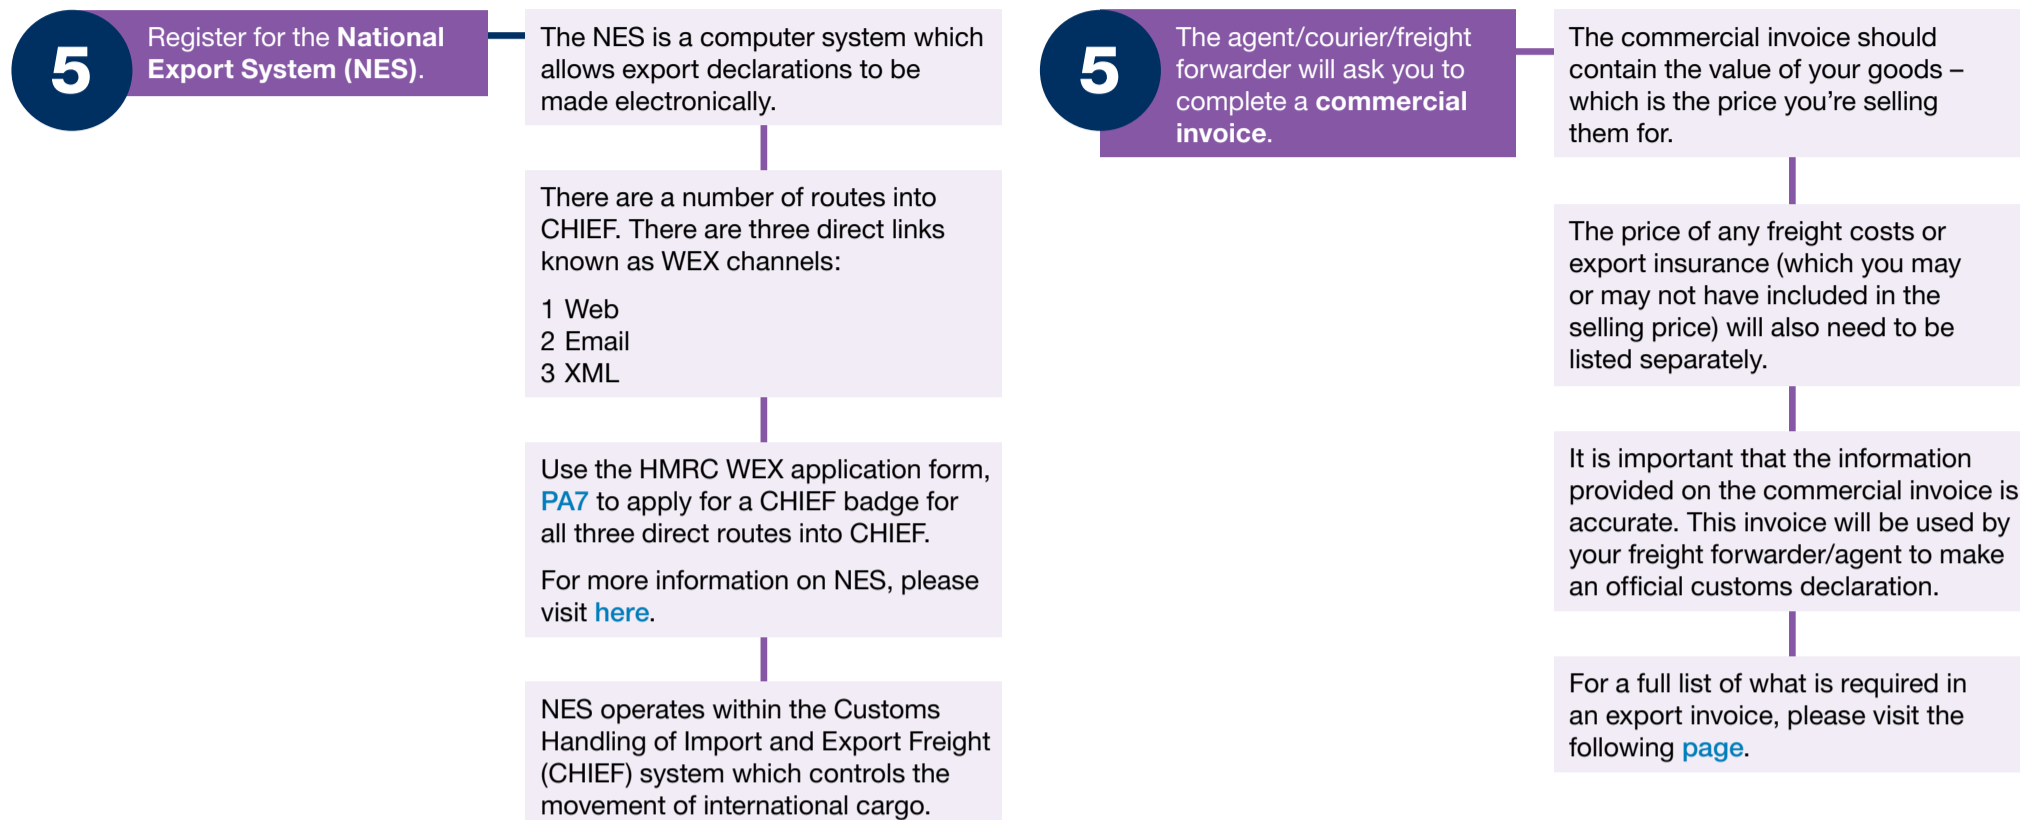 5
Register for the National
Export System (NES).
The NES is a computer system which
allows export declarations to be
made electronically.
There are a number of routes into
CHIEF. There are three direct links
known as WEX channels:
1 Web
2 Email
3 XML
Use the HMRC WEX application form,
PA7 to apply for a CHIEF badge for
all three direct routes into CHIEF.
For more information on NES, please
visit here.
NES operates within the Customs
Handling of Import and Export Freight
(CHIEF) system which controls the
movement of international cargo.
5
The agent/courier/freight
forwarder will ask you to
complete a commercial
invoice.
The commercial invoice should
contain the value of your goods –
which is the price you’re selling
them for.
The price of any freight costs or
export insurance (which you may
or may not have included in the
selling price) will also need to be
listed separately.
It is important that the information
provided on the commercial invoice is
accurate. This invoice will be used by
your freight forwarder/agent to make
an official customs declaration.
For a full list of what is required in
an export invoice, please visit the
following page.